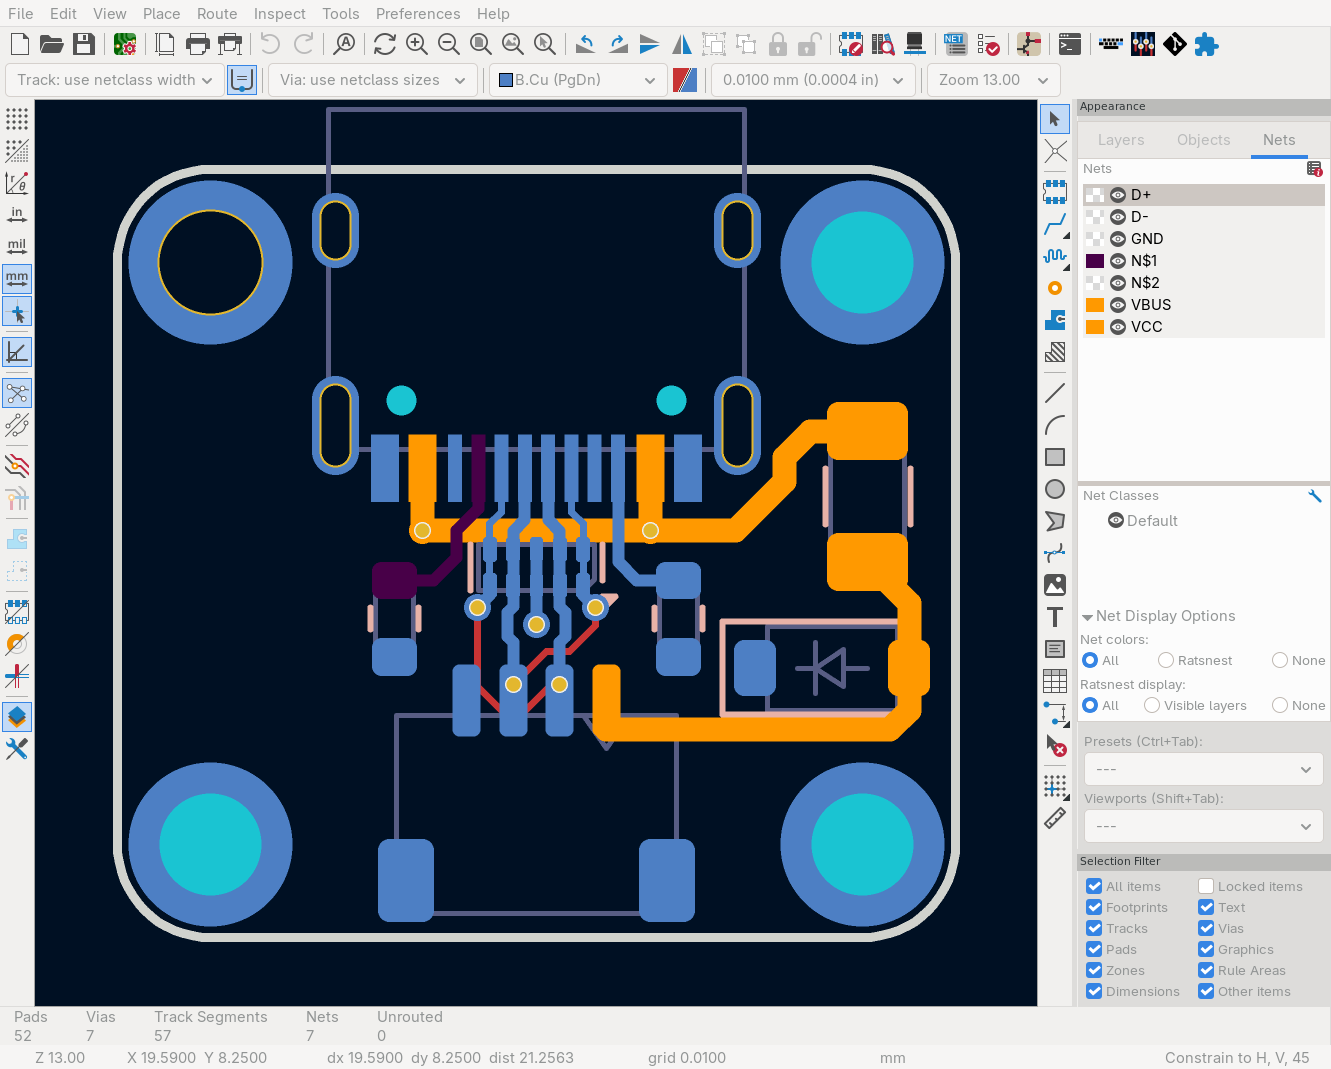 File Edit View Place Route Inspect Tools Preferences Help
Track: use netclass width Via: use netclass sizes B.Cu (PgDn) 0.0100 mm (0.0004 in) Zoom 13.00
Appearance
Layers Objects Nets
Nets
D+
D-
GND
N$1
N$2
VBUS
VCC
in
mil
mm
Net Classes
Default
Net Display Options
Net colors:
All Ratsnest None
Ratsnest display:
All Visible layers None
Presets (Ctrl+Tab):
---
Viewports (Shift+Tab):
---
Selection Filter
All items Locked items
Footprints Text
Tracks Vias
Pads Graphics
Zones Rule Areas
Dimensions Other items
Pads Vias Track Segments Nets Unrouted
52 7 57 7 0
Z 13.00 X 19.5900 Y 8.2500 dx 19.5900 dy 8.2500 dist 21.2563 grid 0.0100 mm Constrain to H, V, 45